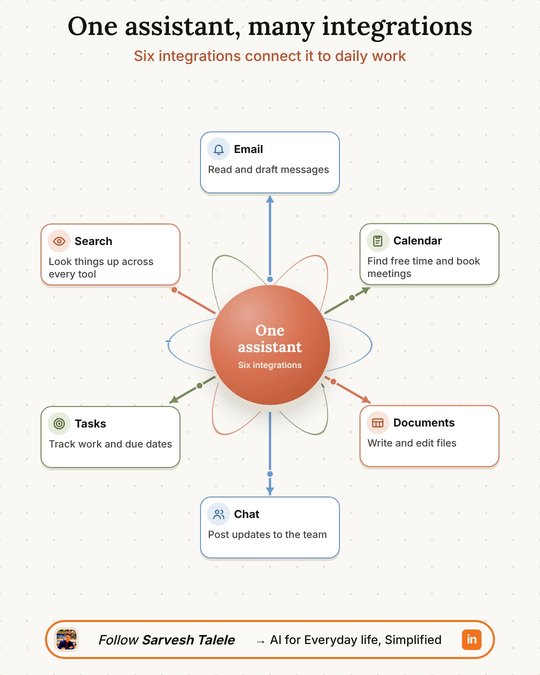 One assistant, many integrations
Six integrations connect it to daily work
Email
Read and draft messages
Search
Look things up across
every tool
Calendar
Find free time and book
meetings
One
assistant
Six integrations
Tasks
Track work and due dates
Documents
Write and edit files
Chat
Post updates to the team
Follow Sarvesh Talele → AI for Everyday life, Simplified in